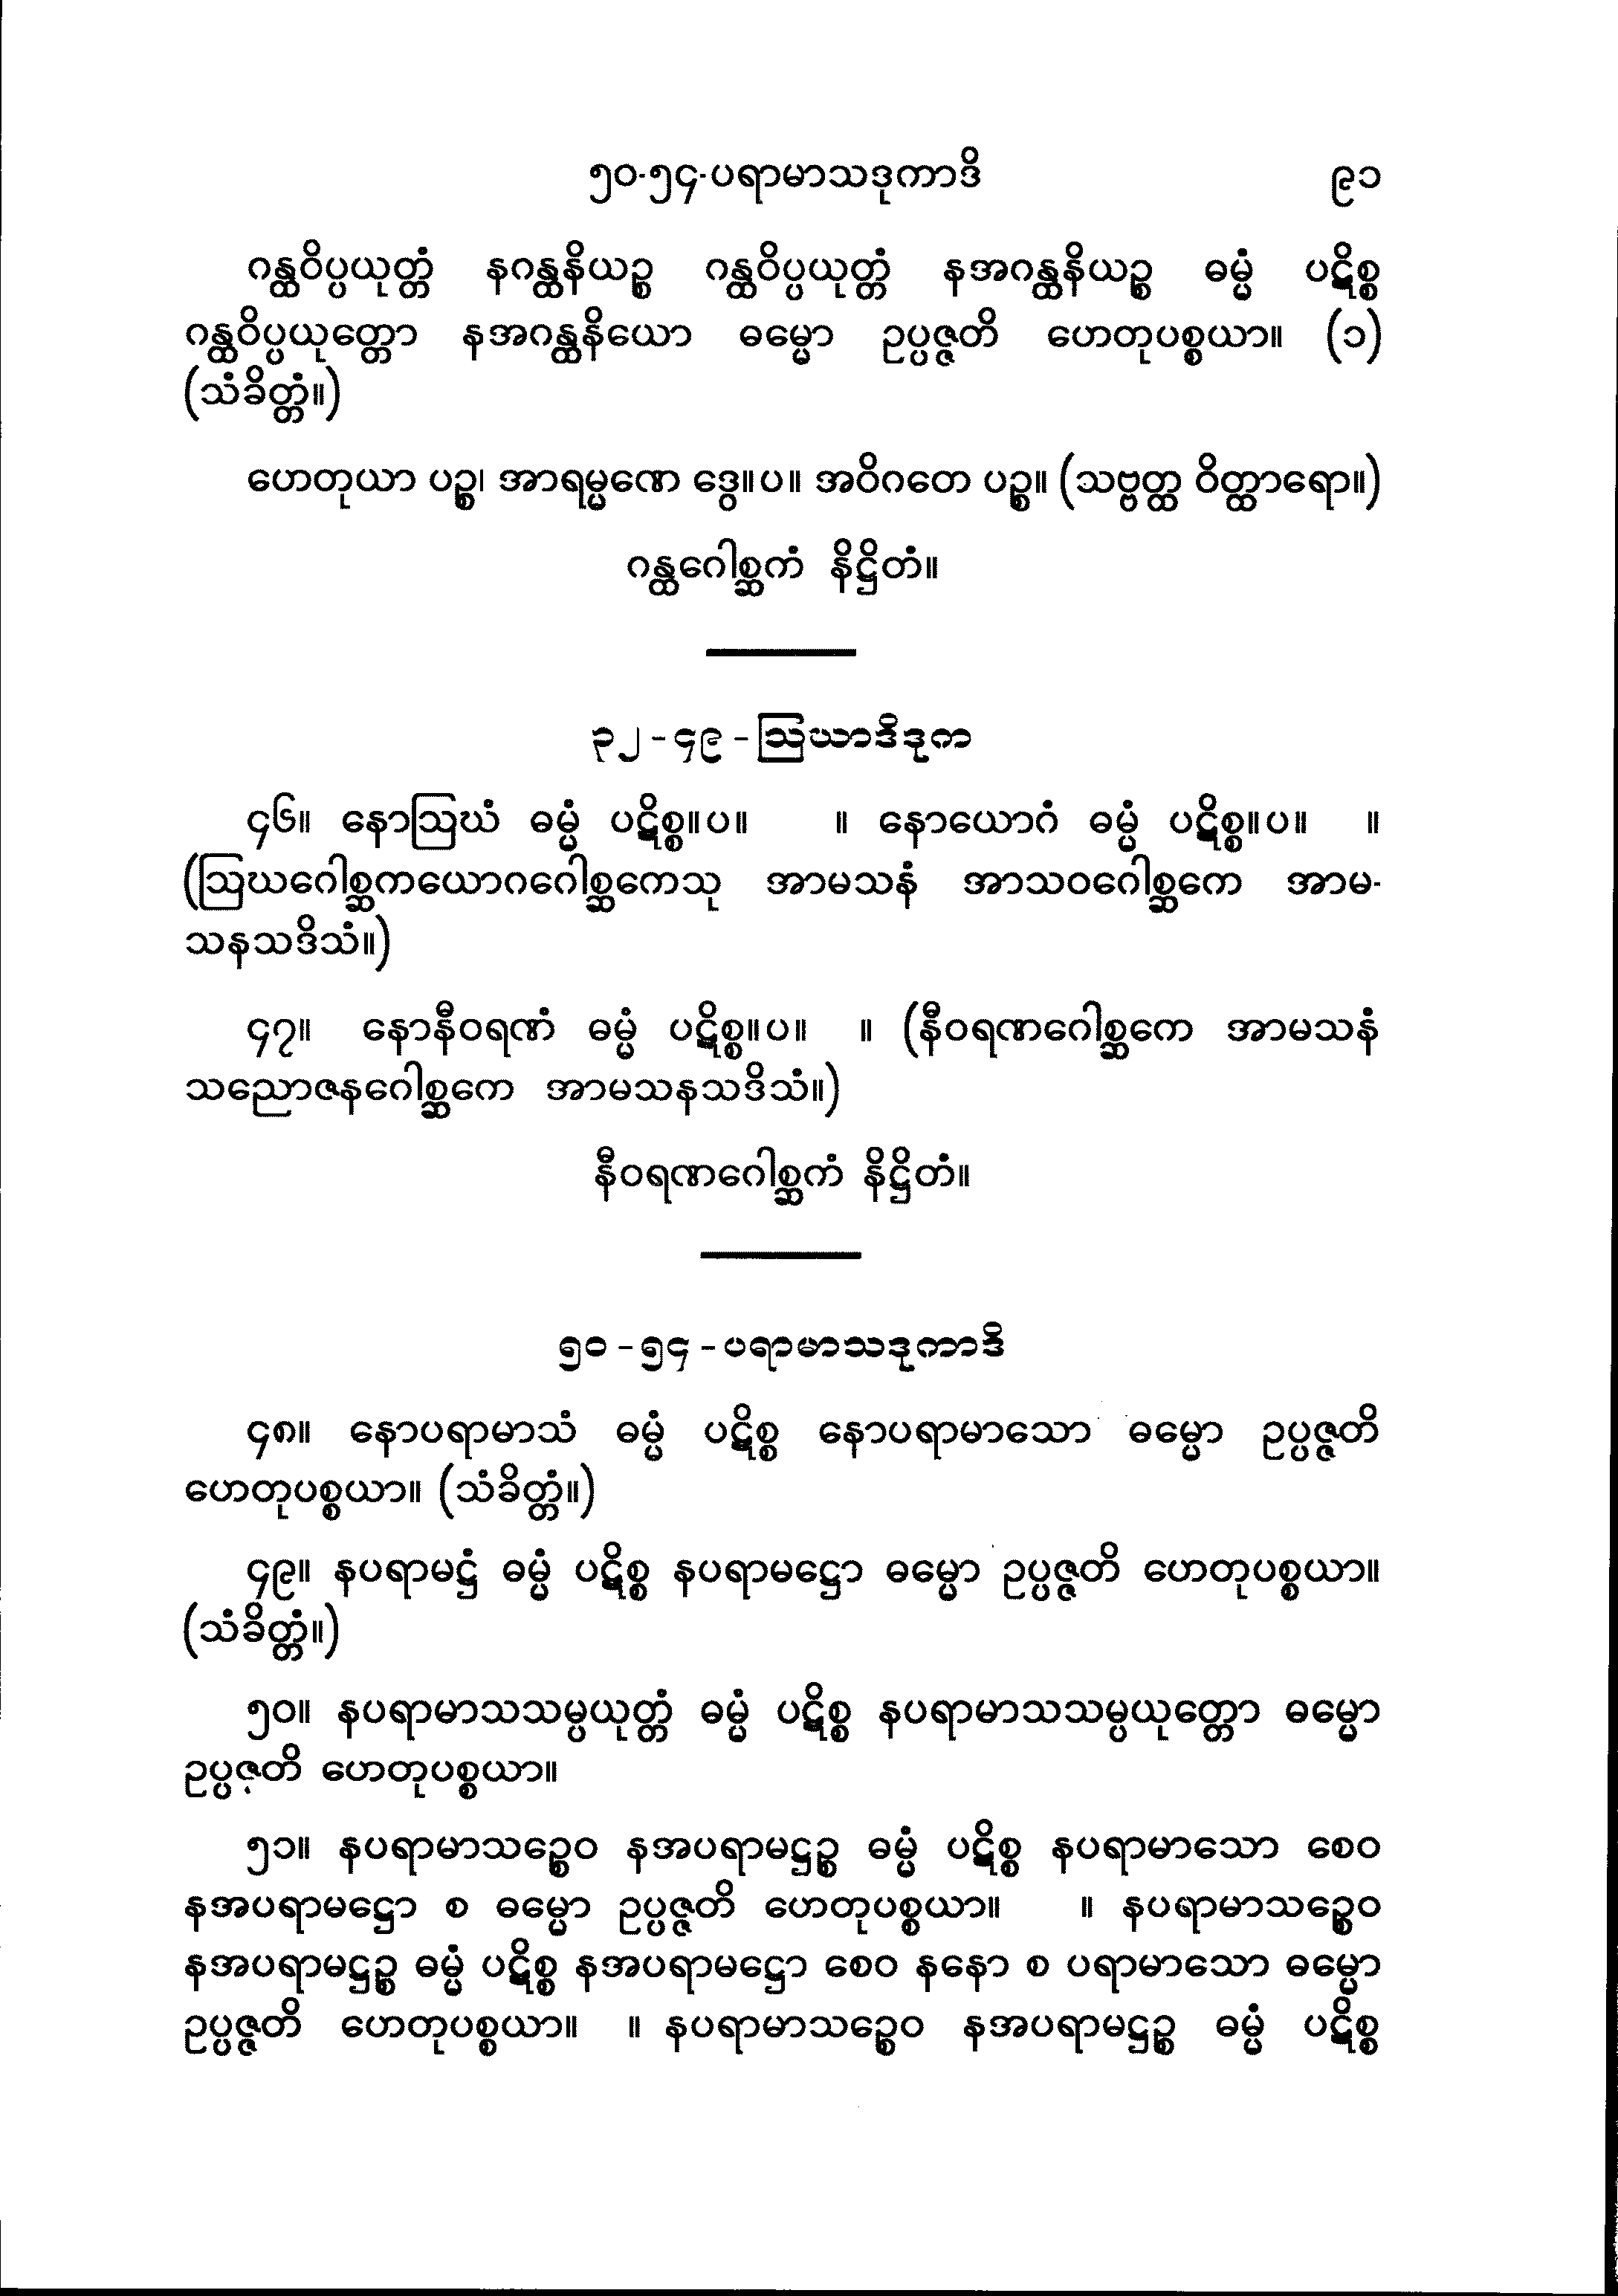 ၅၀-၅၄-ပရာမာသဒုကာဒိ ၉၁
ဂန္ထဝိပ္ပယုတ္တံ နဂန္ထနိယဉ္စ ဂန္ထဝိပ္ပယုတ္တံ နအဂန္ထနိယဉ္စ ဓမ္မံ ပဋိစ္စ
ဂန္ထဝိပ္ပယုတ္တော နအဂန္ထနိယော ဓမ္မော ဥပ္ပဇ္ဇတိ ဟေတုပစ္စယာ။ (၁)
(သံခိတ္တံ။)
ဟေတုယာ ပဉ္စ၊ အာရမ္မဏေ ဒွေ။ပ။ အဝိဂတေ ပဉ္စ။ (သဗ္ဗတ္ထ ဝိတ္ထာရော။)
ဂန္ထဂေါစ္ဆကံ နိဋ္ဌိတံ။
၃၂-၄၉-ဩဃာဒိဒုက
၄၆။ နောဩဃံ ဓမ္မံ ပဋိစ္စ။ပ။ ။ နောယောဂံ ဓမ္မံ ပဋိစ္စ။ပ။ ။
(ဩဃဂေါစ္ဆကယောဂဂေါစ္ဆကေသု အာမသနံ အာသဝဂေါစ္ဆကေ အာမ-
သနသဒိသံ။)
၄၇။ နောနီဝရဏံ ဓမ္မံ ပဋိစ္စ။ပ။ ။ (နီဝရဏဂေါစ္ဆကေ အာမသနံ
သညောဇနဂေါစ္ဆကေ အာမသနသဒိသံ။)
နီဝရဏဂေါစ္ဆကံ နိဋ္ဌိတံ။
၅၀-၅၄-ပရာမာသဒုကာဒိ
၄၈။ နောပရာမာသံ ဓမ္မံ ပဋိစ္စ နောပရာမာသော ဓမ္မော ဥပ္ပဇ္ဇတိ
ဟေတုပစ္စယာ။ (သံခိတ္တံ။)
၄၉။ နပရာမဋ္ဌံ ဓမ္မံ ပဋိစ္စ နပရာမဋ္ဌော ဓမ္မော ဥပ္ပဇ္ဇတိ ဟေတုပစ္စယာ။
(သံခိတ္တံ။)
၅၀။ နပရာမာသသမ္ပယုတ္တံ ဓမ္မံ ပဋိစ္စ နပရာမာသသမ္ပယုတ္တော ဓမ္မော
ဥပ္ပဇ္ဇတိ ဟေတုပစ္စယာ။
၅၁။ နပရာမာသဉ္စေဝ နအပရာမဋ္ဌဉ္စ ဓမ္မံ ပဋိစ္စ နပရာမာသော စေဝ
နအပရာမဋ္ဌော စ ဓမ္မော ဥပ္ပဇ္ဇတိ ဟေတုပစ္စယာ။ ။ နပရာမာသဉ္စေဝ
နအပရာမဋ္ဌဉ္စ ဓမ္မံ ပဋိစ္စ နအပရာမဋ္ဌော စေဝ နနော စ ပရာမာသော ဓမ္မော
ဥပ္ပဇ္ဇတိ ဟေတုပစ္စယာ။ ။ နပရာမာသဉ္စေဝ နအပရာမဋ္ဌဉ္စ ဓမ္မံ ပဋိစ္စ